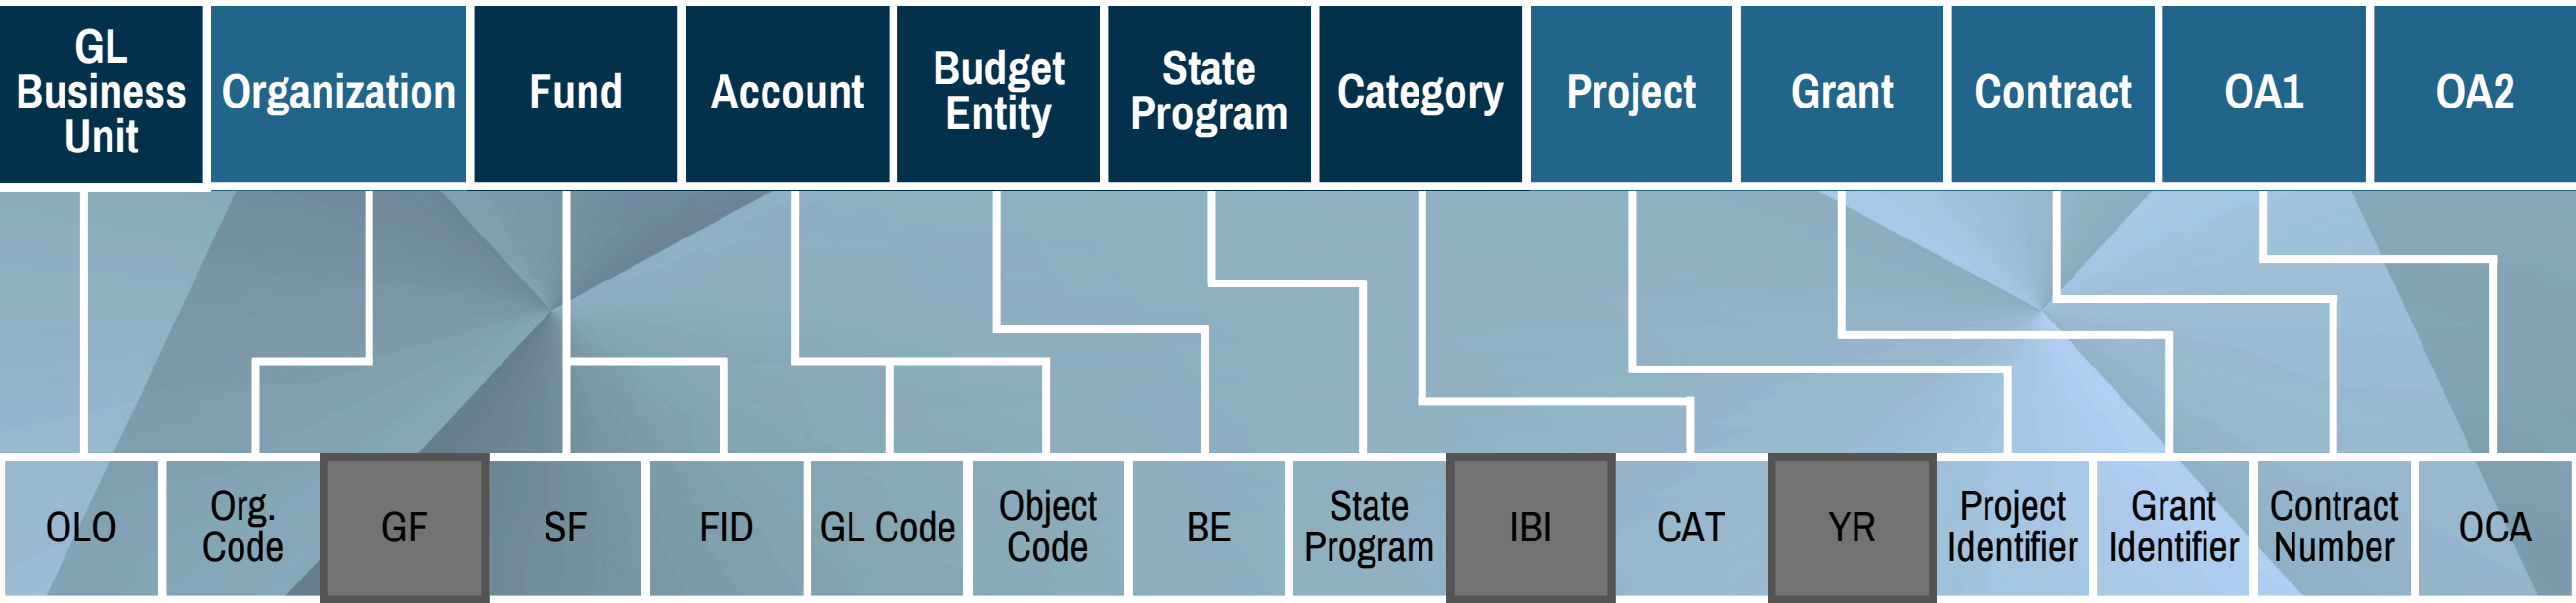 GL
Business
Unit
Organization
Fund
Account
Budget
Entity
State
Program
Category
Project
Grant
Contract
OA1
OA2
OLO
Org.
Code
GF
SF
FID
GL Code
Object
Code
BE
State
Program
IBI
CAT
YR
Project
Identifier
Grant
Identifier
Contract
Number
OCA